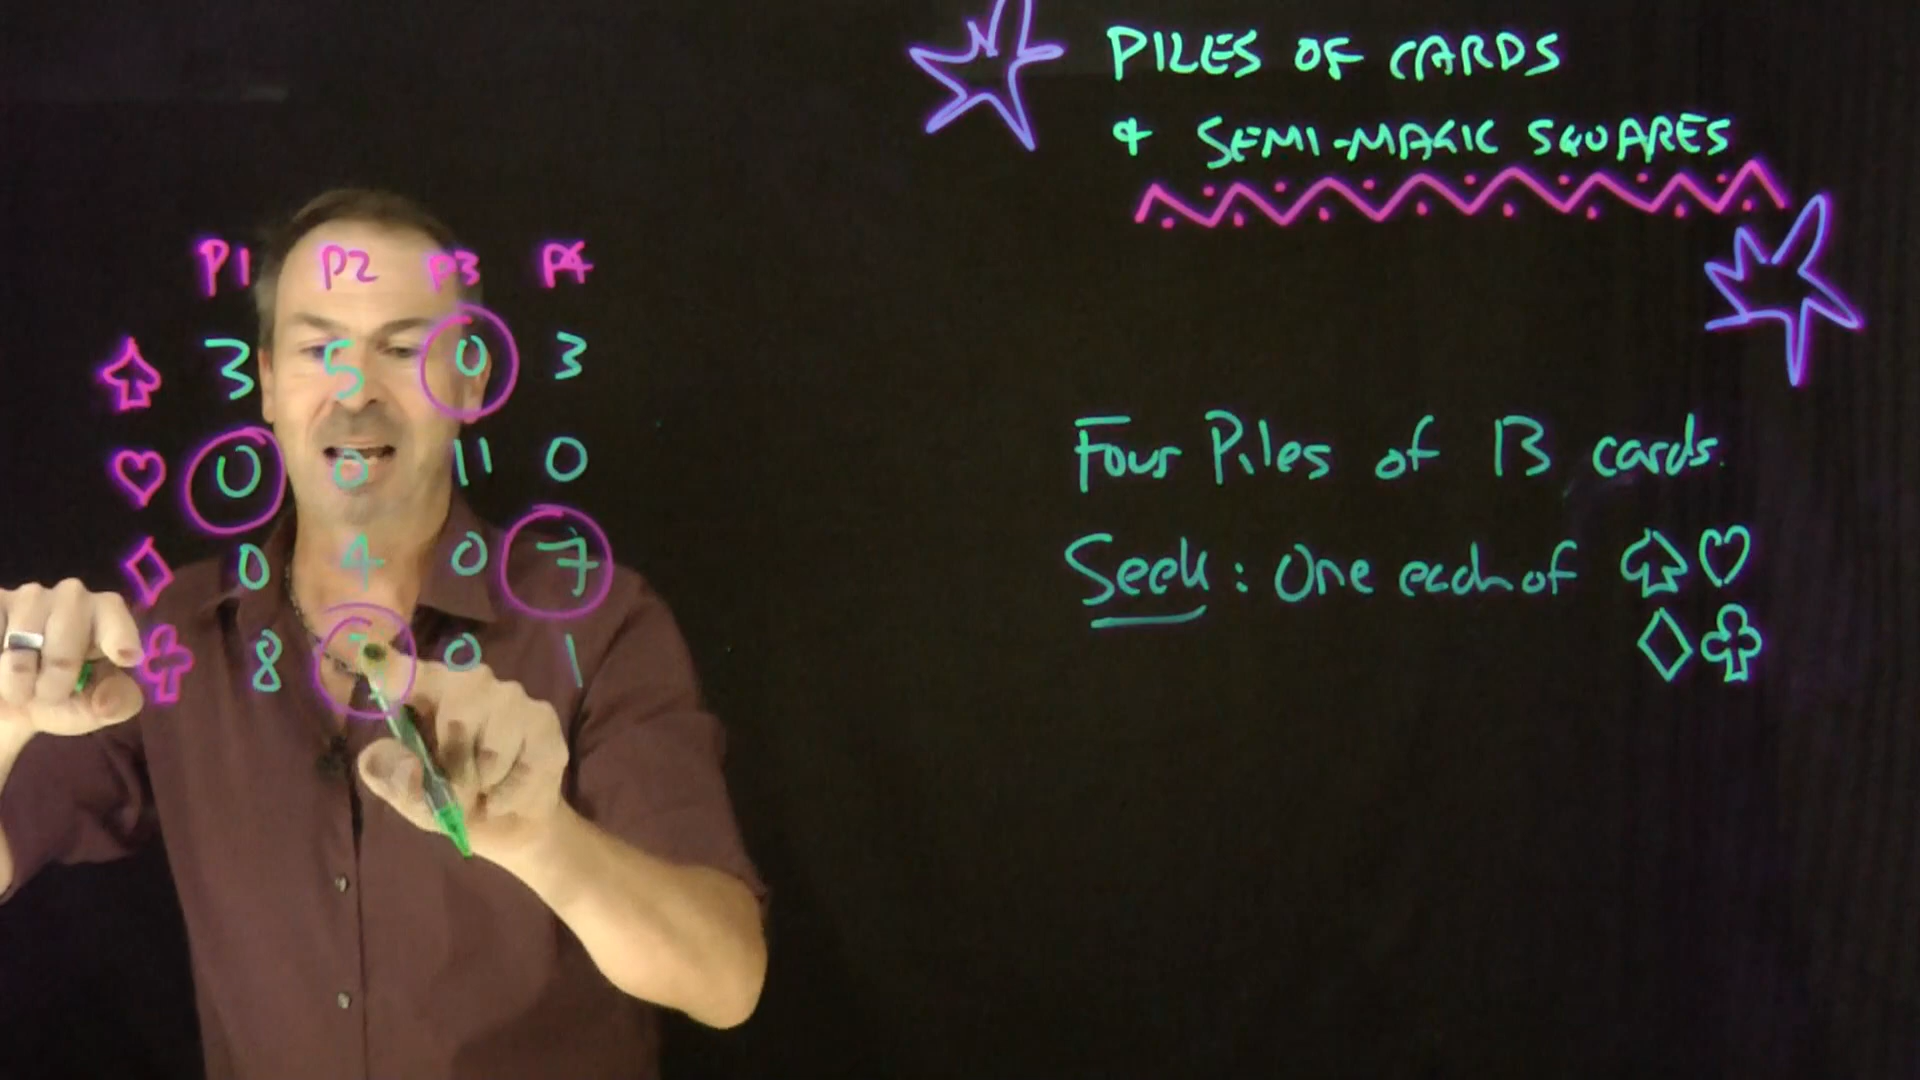 PILES OF CARDS
& SEMI-MAGIC SQUARES
P1 P2 P3 P4
♤ 3 5 0 3
♡ 0 0 11 0
♢ 0 4 0 7
♧ 8 0 1
Four Piles of 13 cards.
Seek: One each of ♤ ♡
♢ ♧